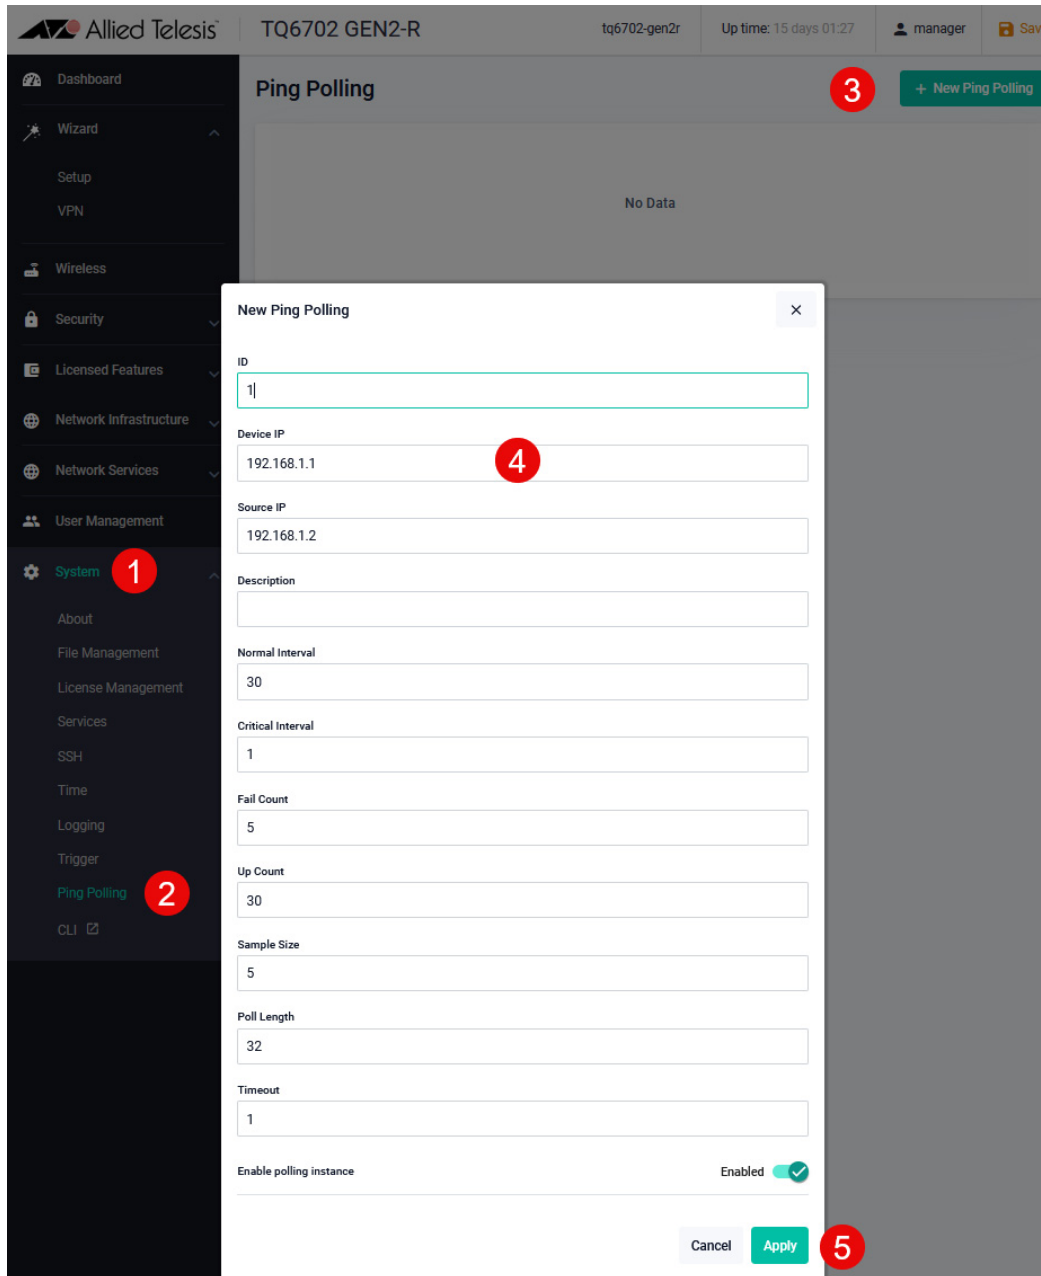 Allied Telesis™ TQ6702 GEN2-R tq6702-gen2r Up time: 15 days 01:27 manager Sav
Dashboard
Ping Polling
3
+ New Ping Polling
Wizard
Setup
VPN
No Data
Wireless
Security
Licensed Features
Network Infrastructure
Network Services
User Management
System 1
About
File Management
License Management
Services
SSH
Time
Logging
Trigger
Ping Polling 2
CLI
New Ping Polling
ID
1
Device IP
192.168.1.1 4
Source IP
192.168.1.2
Description
Normal Interval
30
Critical Interval
1
Fail Count
5
Up Count
30
Sample Size
5
Poll Length
32
Timeout
1
Enable polling instance Enabled
Cancel Apply 5